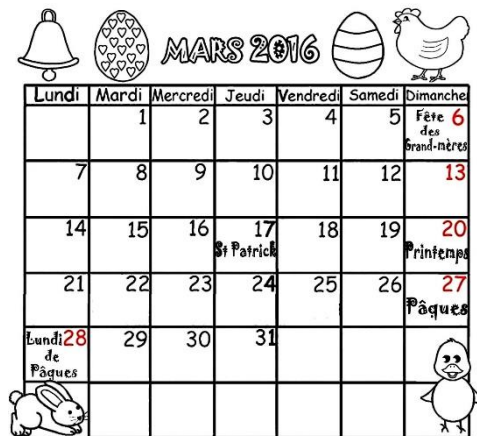 MARS 2016
Lundi Mardi Mercredi Jeudi Vendredi Samedi Dimanche
1 2 3 4 5 Fête 6
des
Grand-mères
7 8 9 10 11 12 13
14 15 16 17 18 19 20
St Patrick Printemps
21 22 23 24 25 26 27
Pâques
Lundi 28 29 30 31
de
Pâques